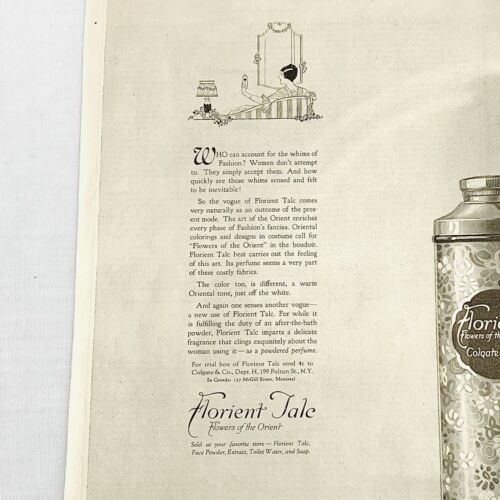 WHO can account for the whims of
Fashion? Women don't attempt
to. They simply accept them. And how
quickly are those whims sensed and felt
to be inevitable!
So the vogue of Florient Talc comes
very naturally as an outcome of the pres-
ent mode. The art of the Orient enriches
every phase of Fashion's fancies. Oriental
colorings and designs in costume call for
"Flowers of the Orient" in the boudoir.
Florient Talc best carries out the feeling
of this art. Its perfume seems a very part
of these costly fabrics.
The color too, is different, a warm
Oriental tone, just off the white.
And again one senses another vogue—
a new use of Florient Talc. For while it
is fulfilling the duty of an after-the-bath
powder, Florient Talc imparts a delicate
fragrance that clings exquisitely about the
woman using it—as a powdered perfume.
For trial box of Florient Talc send 4c to
Colgate & Co., Dept. H, 199 Fulton St., N.Y.
In Canada: 137 McGill Street, Montreal
Florient Talc
Flowers of the Orient
Sold at your favorite store—Florient Talc,
Face Powder, Extract, Toilet Water, and Soap.
Florie
Flowers of the
Colgate